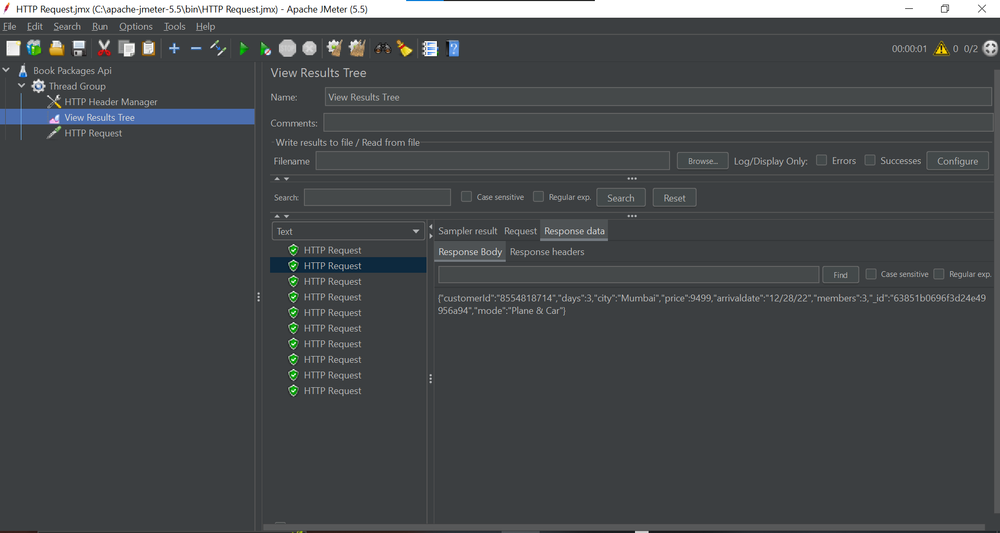 HTTP Request.jmx (C:\apache-jmeter-5.5\bin\HTTP Request.jmx) - Apache JMeter (5.5)
File Edit Search Run Options Tools Help
STOP
?
00:00:01 0 0/2
Book Packages Api
Thread Group
HTTP Header Manager
View Results Tree
HTTP Request
View Results Tree
Name: View Results Tree
Comments:
Write results to file / Read from file
Filename Browse... Log/Display Only: Errors Successes Configure
Search: Case sensitive Regular exp. Search Reset
Text
HTTP Request
HTTP Request
HTTP Request
HTTP Request
HTTP Request
HTTP Request
HTTP Request
HTTP Request
HTTP Request
HTTP Request
Sampler result Request Response data
Response Body Response headers
Find Case sensitive Regular exp.
{"customerId":"8554818714","days":3,"city":"Mumbai","price":9499,"arrivaldate":"12/28/22","members":3,"_id":"63851b0696f3d24e49
956a94","mode":"Plane & Car"}